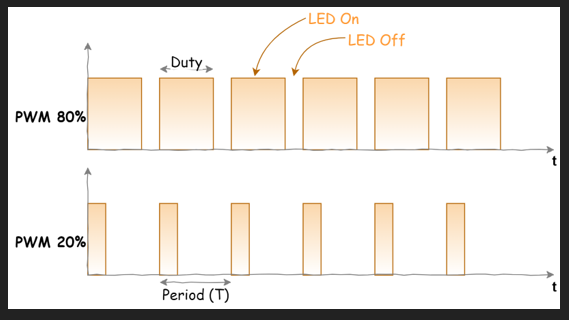 LED On
LED Off
Duty
PWM 80%
t
PWM 20%
t
Period (T)